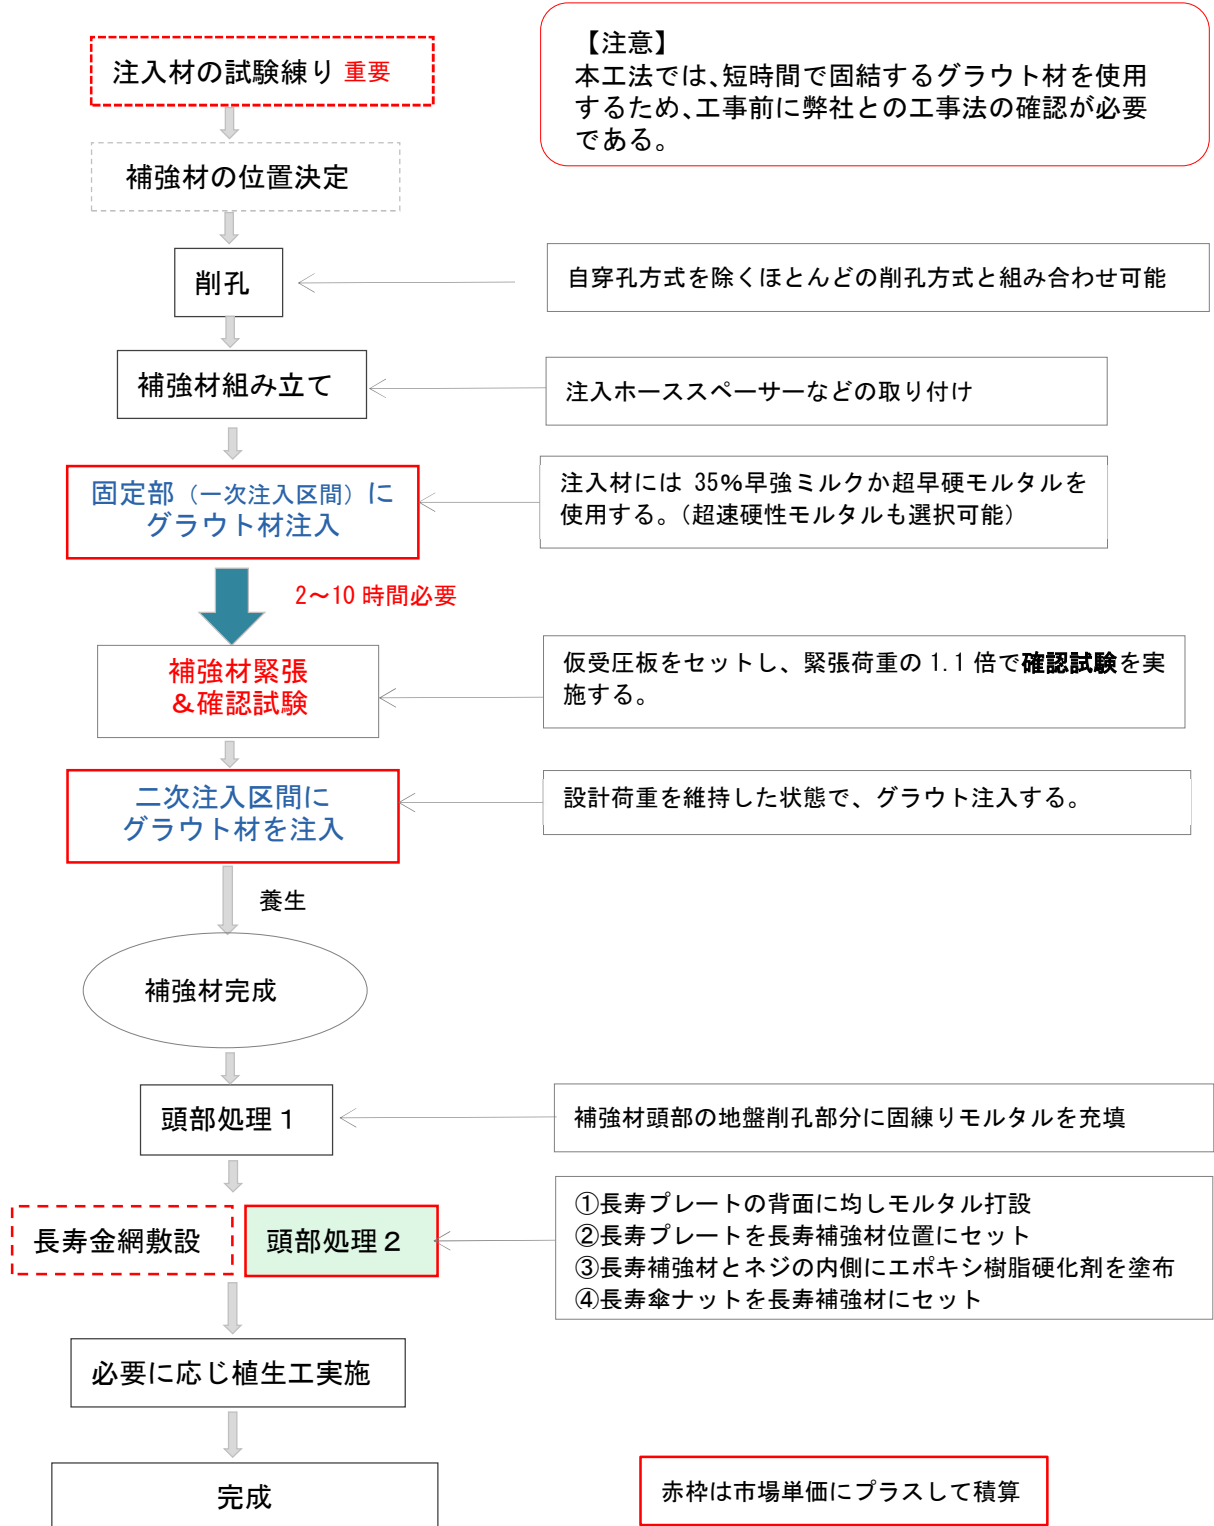 注入材の試験練り 重要
【注意】
本工法では、短時間で固結するグラウト材を使用
するため、工事前に弊社との工事法の確認が必要
である。
補強材の位置決定
削孔
自穿孔方式を除くほとんどの削孔方式と組み合わせ可能
補強材組み立て
注入ホーススペーサーなどの取り付け
固定部（一次注入区間）に
グラウト材注入
注入材には 35%早強ミルクか超早硬モルタルを
使用する。（超速硬性モルタルも選択可能）
2～10 時間必要
補強材緊張
＆確認試験
仮受圧板をセットし、緊張荷重の 1.1 倍で確認試験を実
施する。
二次注入区間に
グラウト材を注入
設計荷重を維持した状態で、グラウト注入する。
養生
補強材完成
頭部処理１
補強材頭部の地盤削孔部分に固練りモルタルを充填
長寿金網敷設
頭部処理２
①長寿プレートの背面に均しモルタル打設
②長寿プレートを長寿補強材位置にセット
③長寿補強材とネジの内側にエポキシ樹脂硬化剤を塗布
④長寿傘ナットを長寿補強材にセット
必要に応じ植生工実施
完成
赤枠は市場単価にプラスして積算